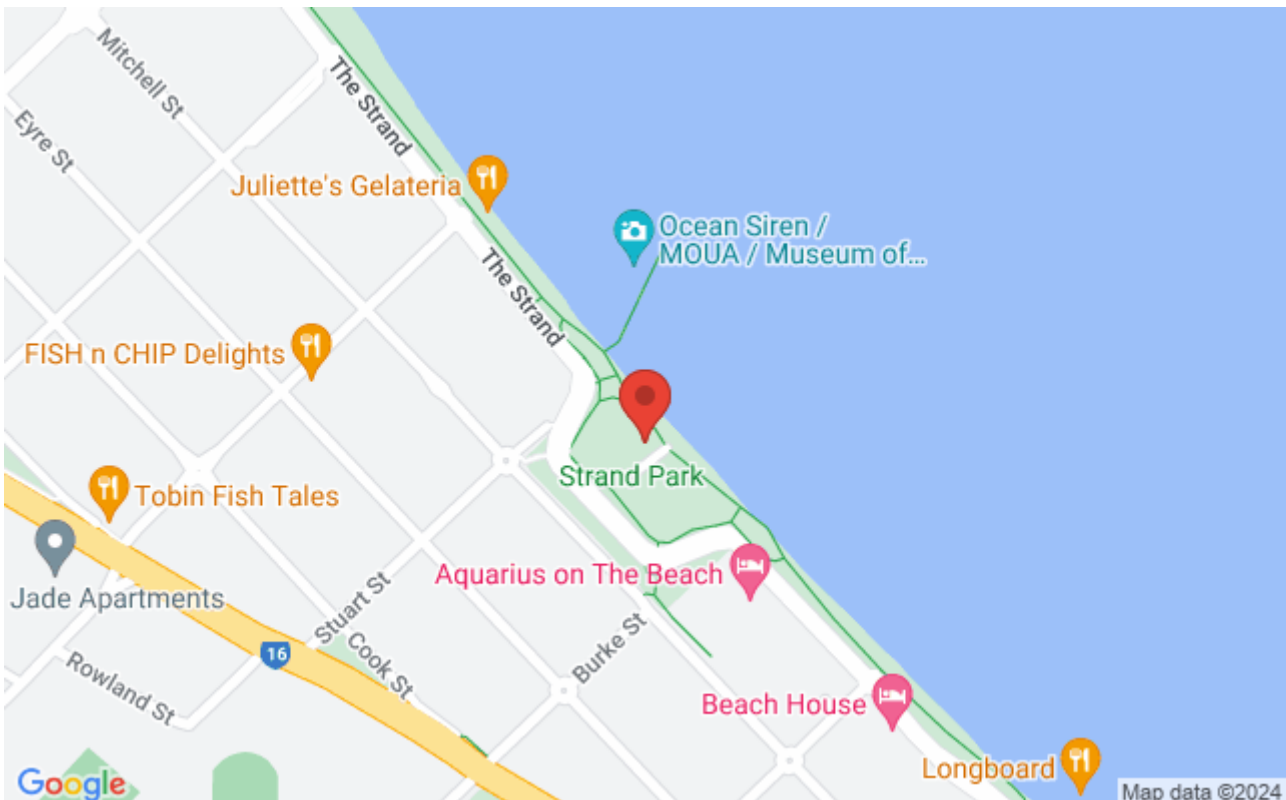 Mitchell St
The Strand
Eyre St
Juliette's Gelateria
Ocean Siren /
MOUA / Museum of...
The Strand
FISH n CHIP Delights
Strand Park
Tobin Fish Tales
Aquarius on The Beach
Jade Apartments
Stuart St
Burke St
Cook St
16
Rowland St
Beach House
Longboard
Google
Map data ©2024